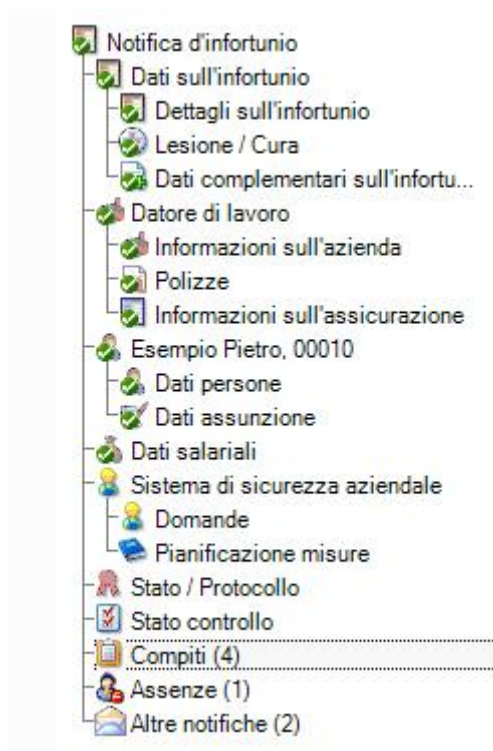 Notifica d'infortunio
Dati sull'infortunio
Dettagli sull'infortunio
Lesione / Cura
Dati complementari sull'infortu...
Datore di lavoro
Informazioni sull'azienda
Polizze
Informazioni sull'assicurazione
Esempio Pietro, 00010
Dati persone
Dati assunzione
Dati salariali
Sistema di sicurezza aziendale
Domande
Pianificazione misure
Stato / Protocollo
Stato controllo
Compiti (4)
Assenze (1)
Altre notifiche (2)